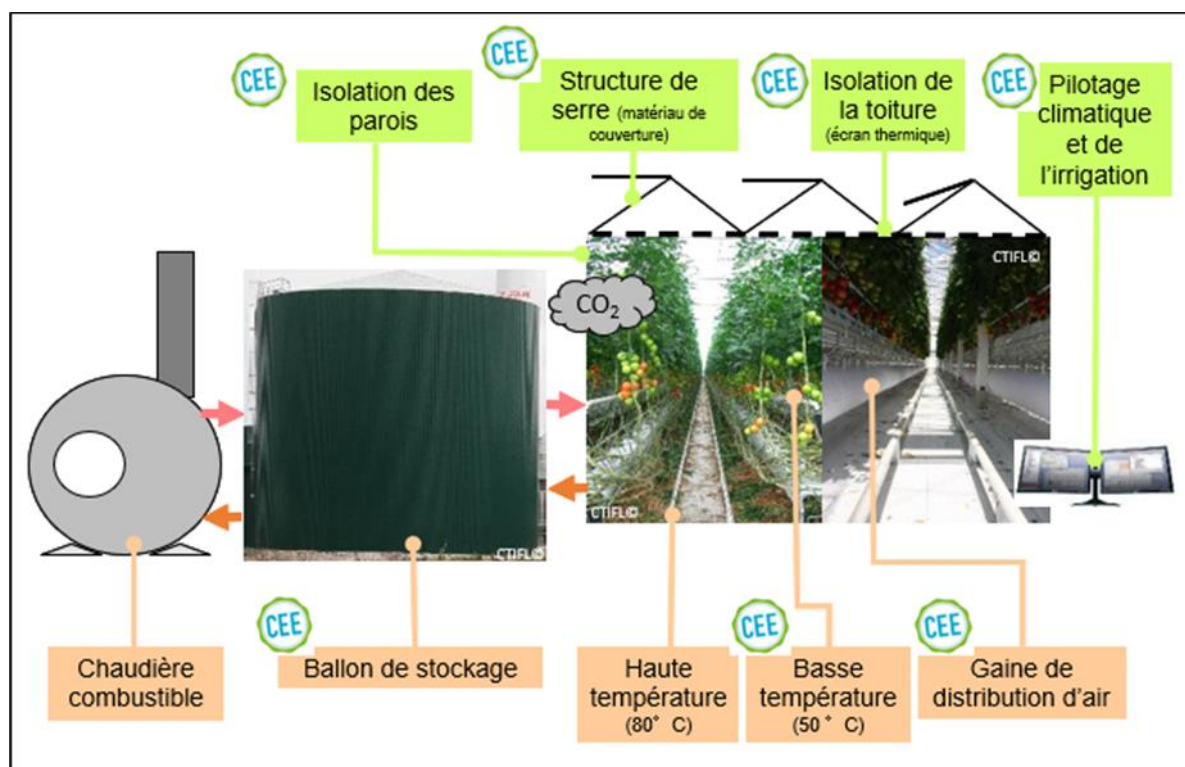 CEE
Isolation des
parois
CEE
Structure de
serre (matériau de
couverture)
CEE
Isolation de
la toiture
(écran thermique)
CEE
Pilotage
climatique
et de
l'irrigation
CTIFL©
CO2
CTIFL©
CTIFL©
Chaudière
combustible
CEE
Ballon de stockage
Haute
température
(80° C)
CEE
Basse
température
(50 ° C)
CEE
Gaine de
distribution d'air